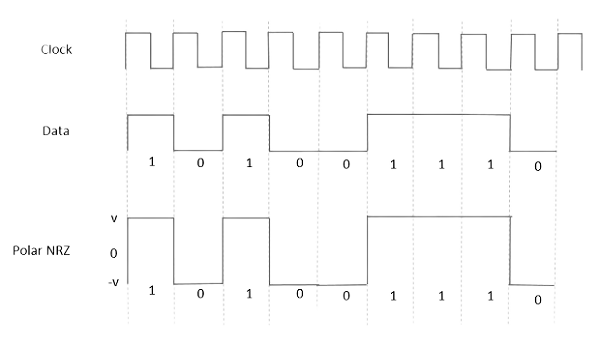 Clock
Data
1 0 1 0 0 1 1 1 0
v
Polar NRZ 0
-v
1 0 1 0 0 1 1 1 0